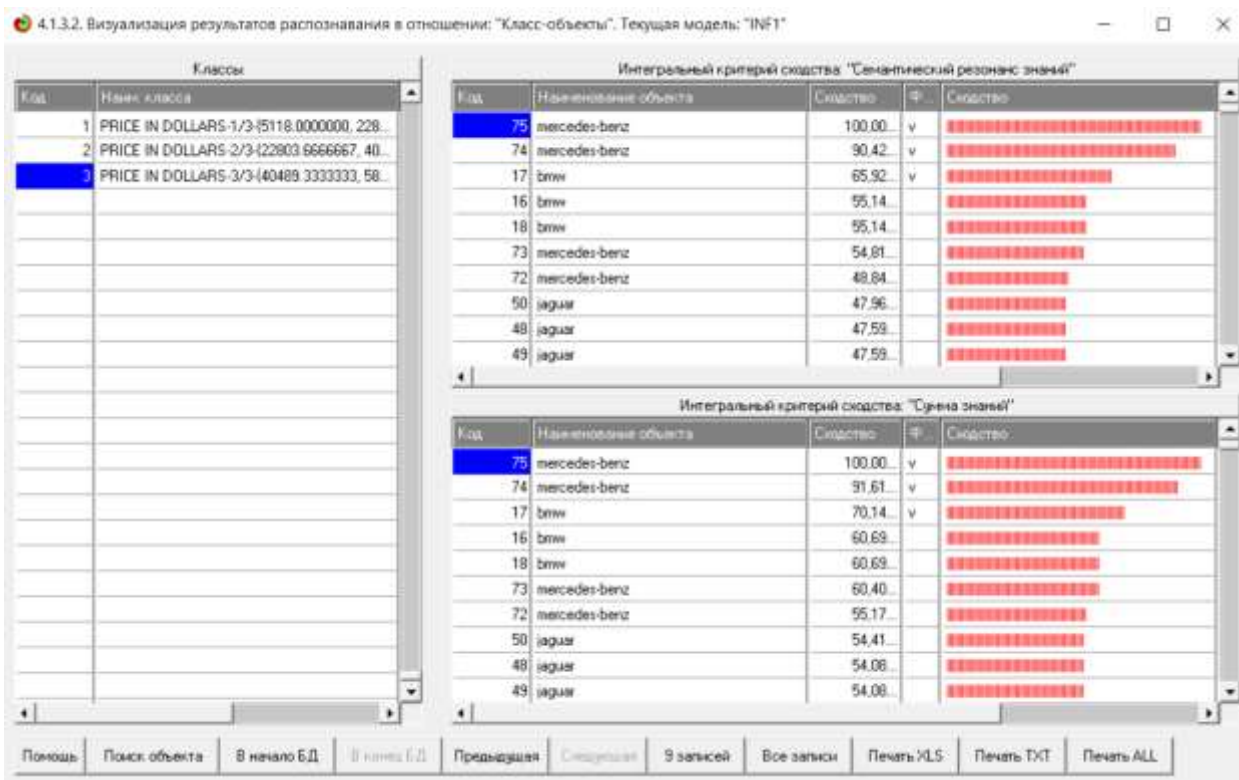 4.1.3.2. Визуализация результатов распознавания в отношении: "Класс-объекты". Текущая модель: "INF1"
Классы
Код Наим. класса
1 PRICE IN DOLLARS-1/3-{5118.0000000, 228...
2 PRICE IN DOLLARS-2/3-{22803.6666667, 40...
3 PRICE IN DOLLARS-3/3-{40489.3333333, 58...
Интегральный критерий сходства: "Семантический резонанс знаний"
Код Наименование объекта Сходство Ф... Сходство
75 mercedes-benz 100,00... v
74 mercedes-benz 90,42... v
17 bmw 65,92... v
16 bmw 55,14...
18 bmw 55,14...
73 mercedes-benz 54,81...
72 mercedes-benz 48,84...
50 jaguar 47,96...
48 jaguar 47,59...
49 jaguar 47,59...
Интегральный критерий сходства: "Сумма знаний"
Код Наименование объекта Сходство Ф... Сходство
75 mercedes-benz 100,00... v
74 mercedes-benz 91,61... v
17 bmw 70,14... v
16 bmw 60,69...
18 bmw 60,69...
73 mercedes-benz 60,40...
72 mercedes-benz 55,17...
50 jaguar 54,41...
48 jaguar 54,08...
49 jaguar 54,08...
Помощь Поиск объекта В начало БД В конец БД Предыдущая Следующая 9 записей Все записи Печать XLS Печать TXT Печать ALL